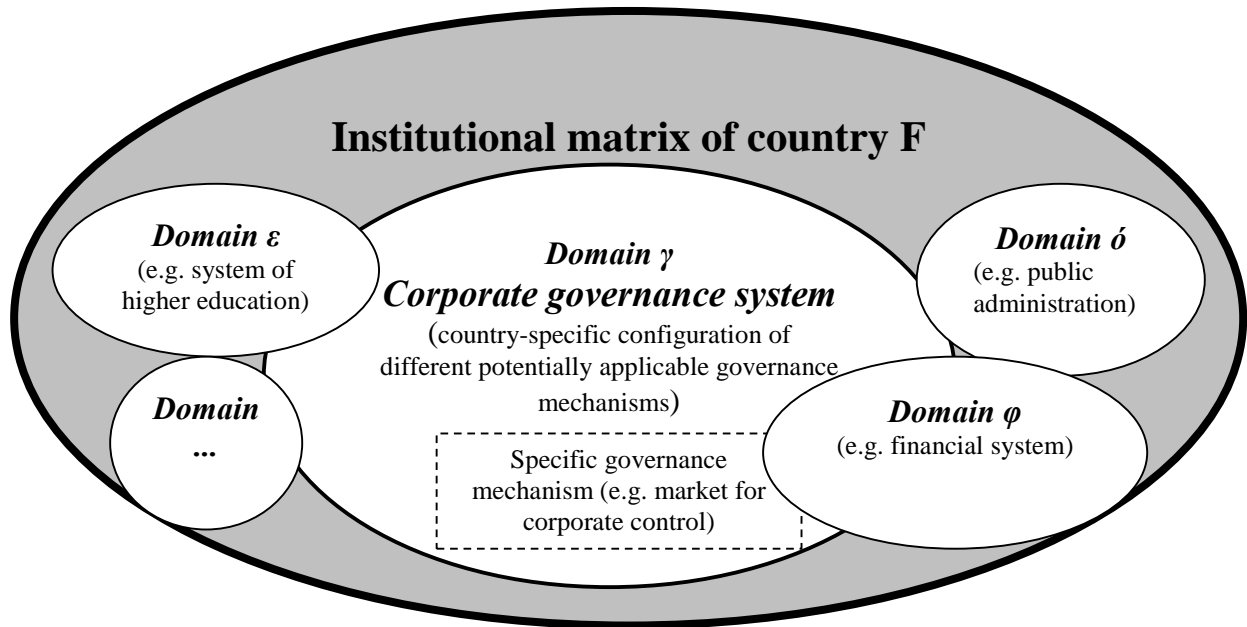 Institutional matrix of country F
Domain ε
(e.g. system of
higher education)
Domain γ
Corporate governance system
(country-specific configuration of
different potentially applicable governance
mechanisms)
Domain ó
(e.g. public
administration)
Domain
...
Domain φ
(e.g. financial system)
Specific governance
mechanism (e.g. market for
corporate control)